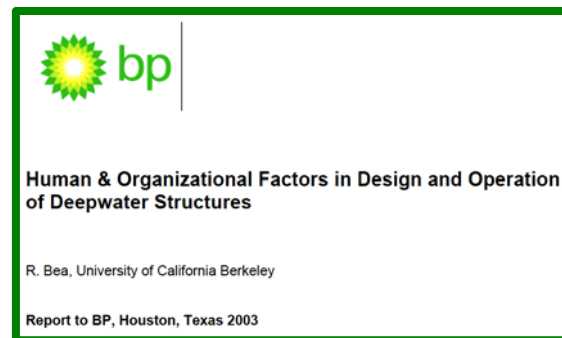 bp
Human & Organizational Factors in Design and Operation
of Deepwater Structures
R. Bea, University of California Berkeley
Report to BP, Houston, Texas 2003